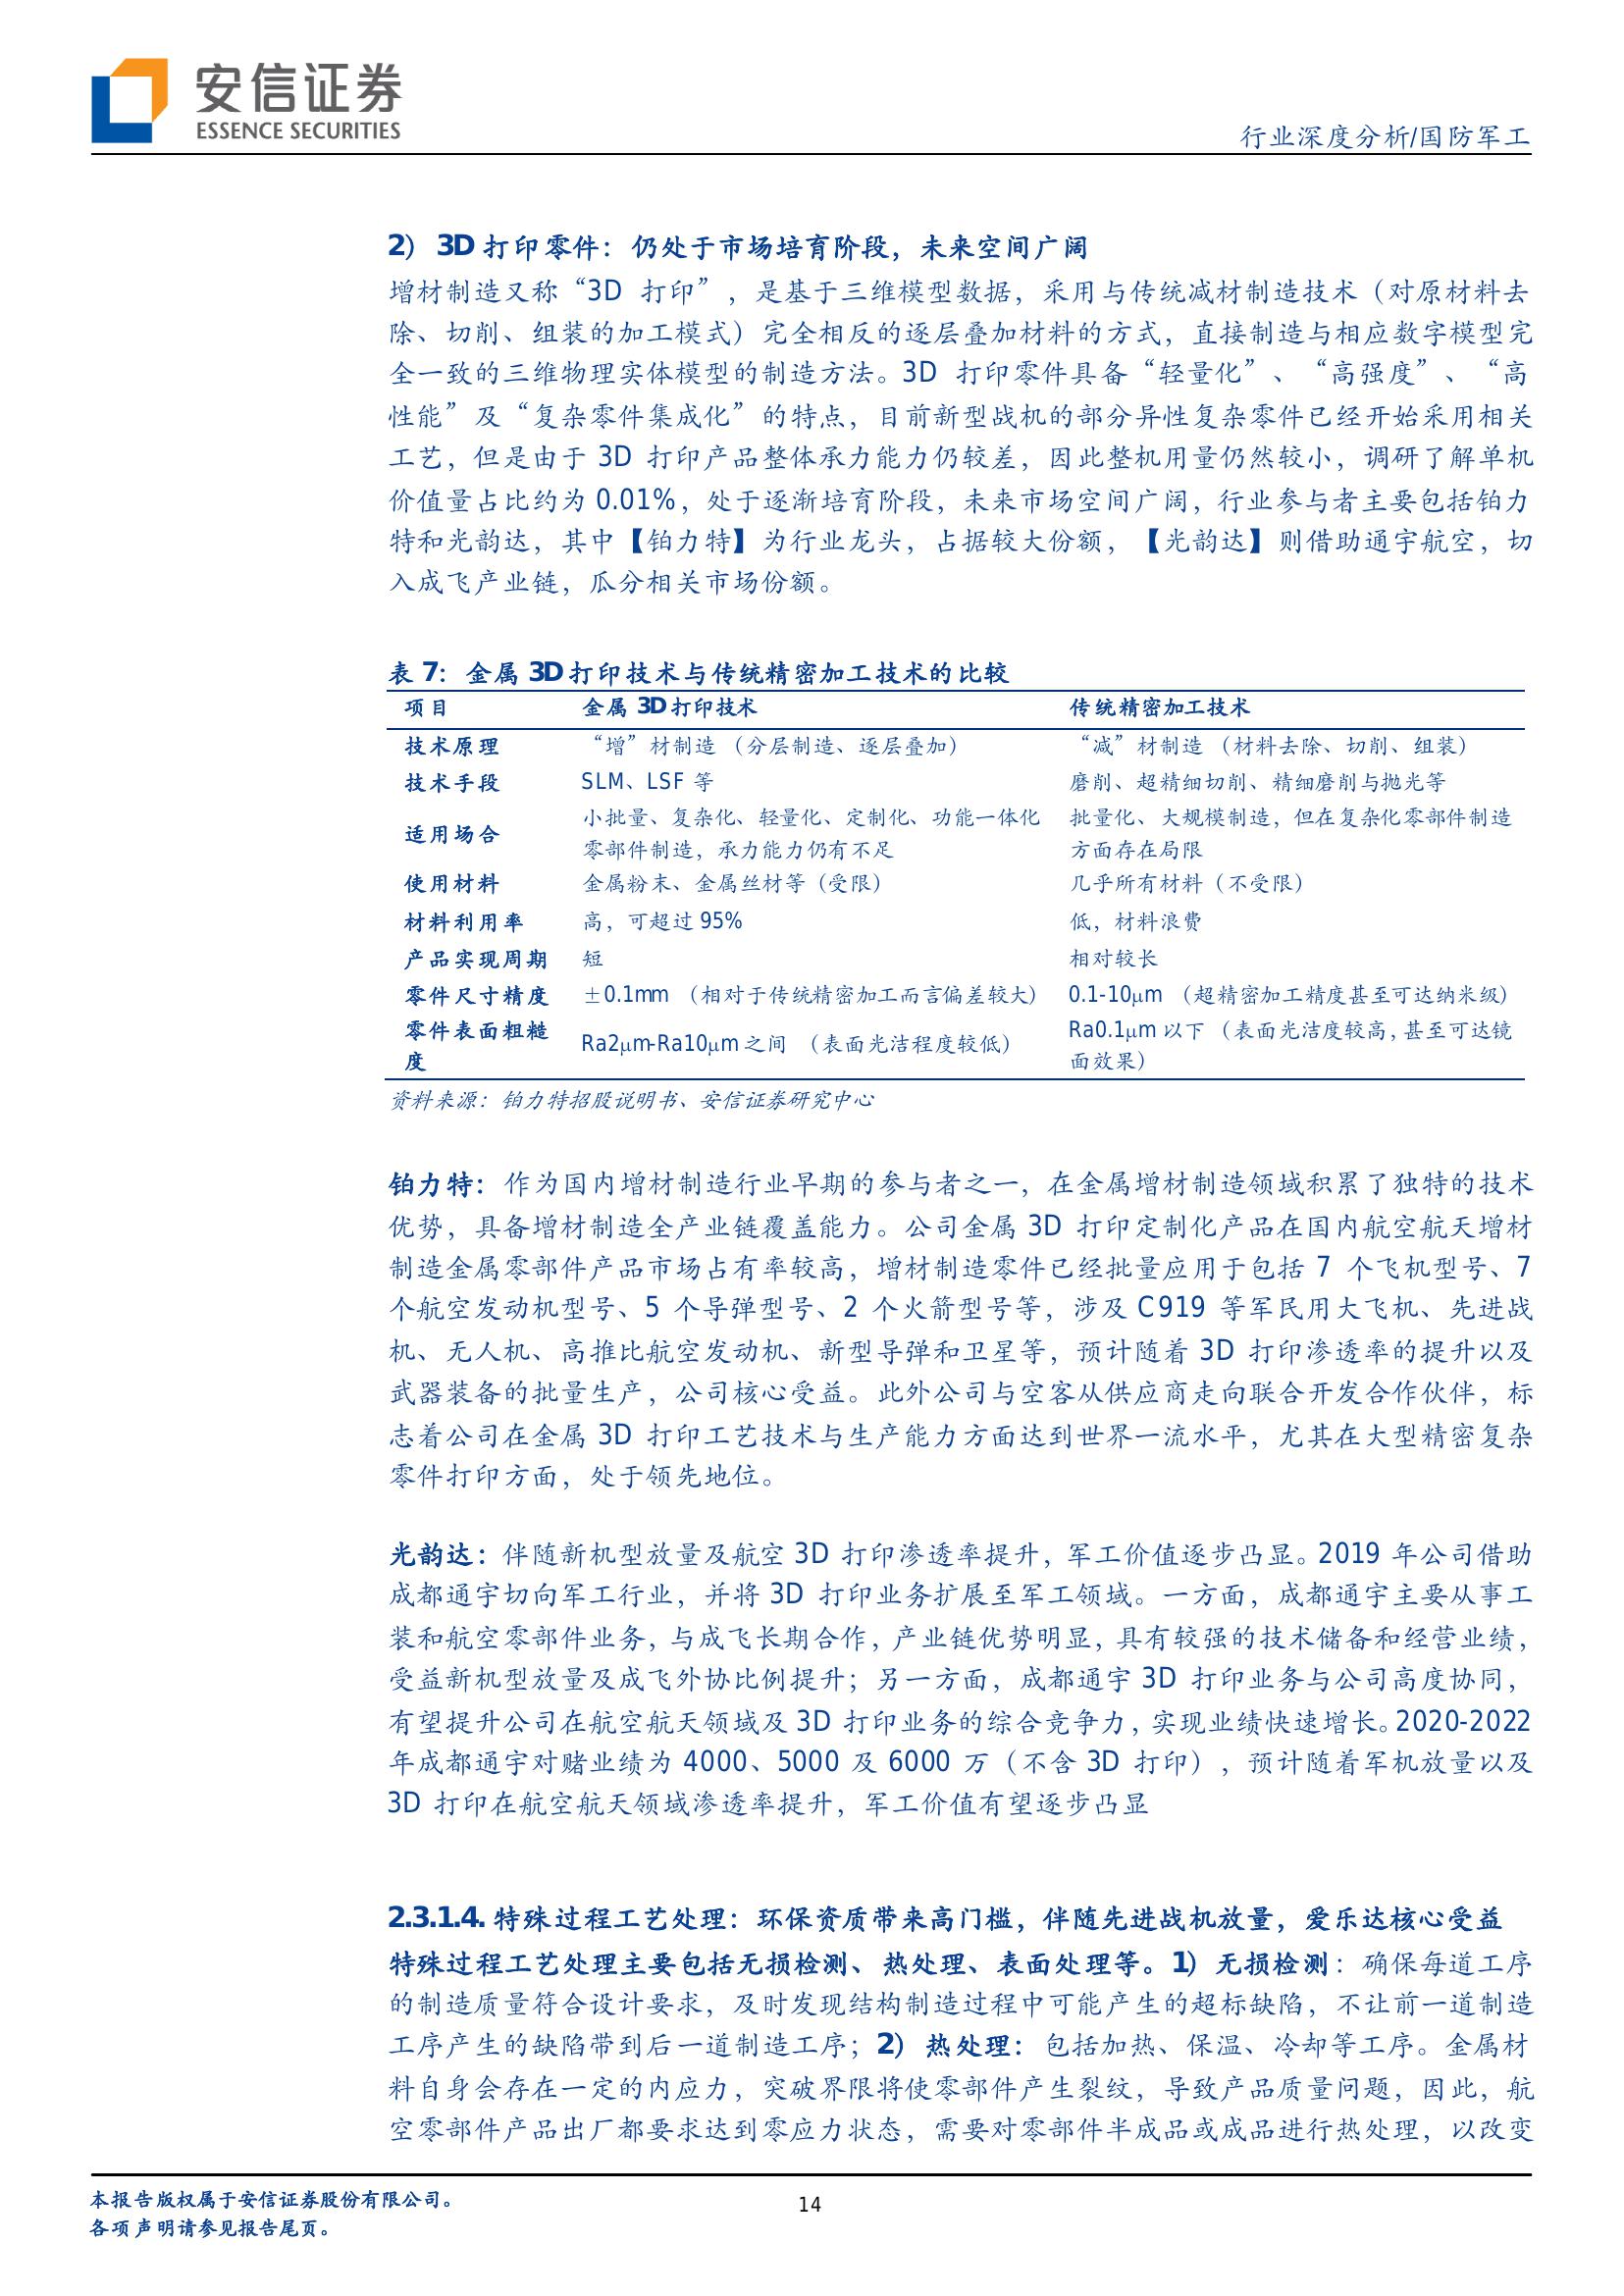 安信证券
ESSENCE SECURITIES
行业深度分析/国防军工
2）3D 打印零件：仍处于市场培育阶段，未来空间广阔
增材制造又称“3D 打印”，是基于三维模型数据，采用与传统减材制造技术（对原材料去
除、切削、组装的加工模式）完全相反的逐层叠加材料的方式，直接制造与相应数字模型完
全一致的三维物理实体模型的制造方法。3D 打印零件具备“轻量化”、“高强度”、“高
性能”及“复杂零件集成化”的特点，目前新型战机的部分异性复杂零件已经开始采用相关
工艺，但是由于 3D 打印产品整体承力能力仍较差，因此整机用量仍然较小，调研了解单机
价值量占比约为 0.01%，处于逐渐培育阶段，未来市场空间广阔，行业参与者主要包括铂力
特和光韵达，其中【铂力特】为行业龙头，占据较大份额，【光韵达】则借助通宇航空，切
入成飞产业链，瓜分相关市场份额。
表 7：金属 3D 打印技术与传统精密加工技术的比较
项目 金属 3D 打印技术 传统精密加工技术
技术原理 “增”材制造 （分层制造、逐层叠加） “减”材制造 （材料去除、切削、组装）
技术手段 SLM、LSF 等 磨削、超精细切削、精细磨削与抛光等
适用场合 小批量、复杂化、轻量化、定制化、功能一体化 批量化、大规模制造，但在复杂化零部件制造
零部件制造，承力能力仍有不足 方面存在局限
使用材料 金属粉末、金属丝材等（受限） 几乎所有材料（不受限）
材料利用率 高，可超过 95% 低，材料浪费
产品实现周期 短 相对较长
零件尺寸精度 ±0.1mm （相对于传统精密加工而言偏差较大） 0.1-10μm （超精密加工精度甚至可达纳米级）
零件表面粗糙 Ra2μm-Ra10μm 之间 （表面光洁程度较低） Ra0.1μm 以下 （表面光洁度较高，甚至可达镜
度 面效果）
资料来源：铂力特招股说明书、安信证券研究中心
铂力特：作为国内增材制造行业早期的参与者之一，在金属增材制造领域积累了独特的技术
优势，具备增材制造全产业链覆盖能力。公司金属 3D 打印定制化产品在国内航空航天增材
制造金属零部件产品市场占有率较高，增材制造零件已经批量应用于包括 7 个飞机型号、7
个航空发动机型号、5 个导弹型号、2 个火箭型号等，涉及 C919 等军民用大飞机、先进战
机、无人机、高推比航空发动机、新型导弹和卫星等，预计随着 3D 打印渗透率的提升以及
武器装备的批量生产，公司核心受益。此外公司与空客从供应商走向联合开发合作伙伴，标
志着公司在金属 3D 打印工艺技术与生产能力方面达到世界一流水平，尤其在大型精密复杂
零件打印方面，处于领先地位。
光韵达：伴随新机型放量及航空 3D 打印渗透率提升，军工价值逐步凸显。2019 年公司借助
成都通宇切向军工行业，并将 3D 打印业务扩展至军工领域。一方面，成都通宇主要从事工
装和航空零部件业务，与成飞长期合作，产业链优势明显，具有较强的技术储备和经营业绩，
受益新机型放量及成飞外协比例提升；另一方面，成都通宇 3D 打印业务与公司高度协同，
有望提升公司在航空航天领域及 3D 打印业务的综合竞争力，实现业绩快速增长。2020-2022
年成都通宇对赌业绩为 4000、5000 及 6000 万（不含 3D 打印），预计随着军机放量以及
3D 打印在航空航天领域渗透率提升，军工价值有望逐步凸显
2.3.1.4. 特殊过程工艺处理：环保资质带来高门槛，伴随先进战机放量，爱乐达核心受益
特殊过程工艺处理主要包括无损检测、热处理、表面处理等。1）无损检测：确保每道工序
的制造质量符合设计要求，及时发现结构制造过程中可能产生的超标缺陷，不让前一道制造
工序产生的缺陷带到后一道制造工序；2）热处理：包括加热、保温、冷却等工序。金属材
料自身会存在一定的内应力，突破界限将使零部件产生裂纹，导致产品质量问题，因此，航
空零部件产品出厂都要求达到零应力状态，需要对零部件半成品或成品进行热处理，以改变
本报告版权属于安信证券股份有限公司。
各项声明请参见报告尾页。
14